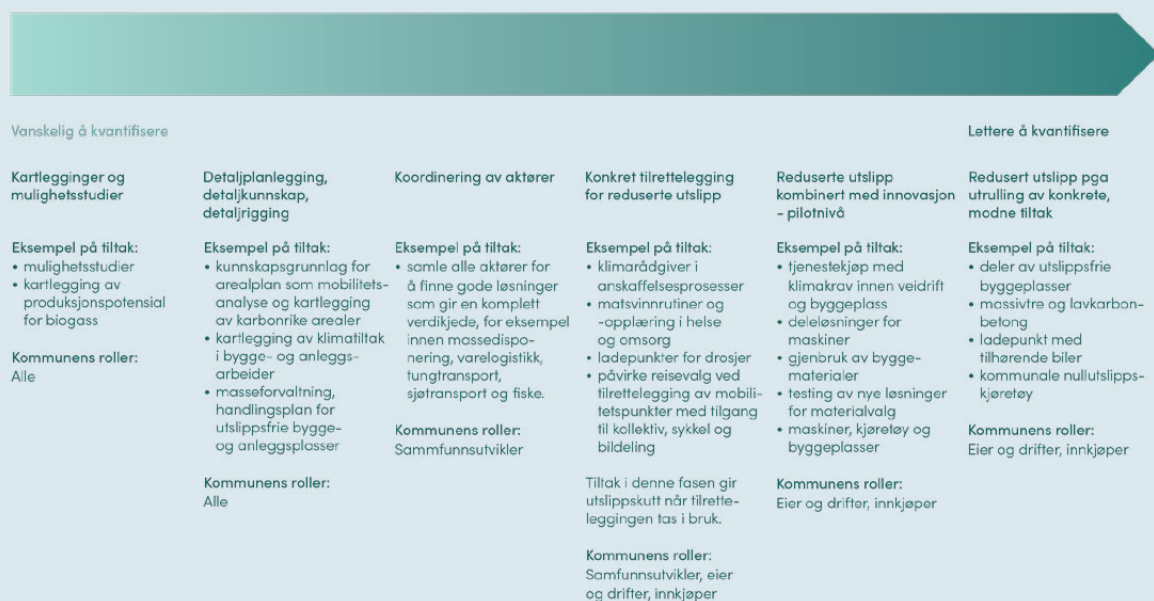 Vanskelig å kvantifisere
Lettere å kvantifisere
Kartlegginger og
mulighetsstudier
Eksempel på tiltak:
• mulighetsstudier
• kartlegging av
produksjonspotensial
for biogass
Kommunens roller:
Alle
Detaljplanlegging,
detaljkunnskap,
detaljrigging
Eksempel på tiltak:
• kunnskapsgrunnlag for
arealplan som mobilitets-
analyse og kartlegging
av karbonrike arealer
• kartlegging av klimatiltak
i bygge- og anleggs-
arbeider
• masseforvaltning,
handlingsplan for
utslippsfrie bygge-
og anleggsplasser
Kommunens roller:
Alle
Koordinering av aktører
Eksempel på tiltak:
• samle alle aktører for
å finne gode løsninger
som gir en komplett
verdikjede, for eksempel
innen massedispo-
nering, varelogistikk,
tungtransport,
sjøtransport og fiske.
Kommunens roller:
Sammfunnsutvikler
Konkret tilrettelegging
for reduserte utslipp
Eksempel på tiltak:
• klimarådgiver i
anskaffelsesprosesser
• matsvinnrutiner og
-opplæring i helse
og omsorg
• ladepunkter for drosjer
• påvirke reisevalg ved
tilrettelegging av mobili-
tetspunkter med tilgang
til kollektiv, sykkel og
bildeling
Tiltak i denne fasen gir
utslippskutt når tilrette-
leggingen tas i bruk.
Kommunens roller:
Samfunnsutvikler, eier
og drifter, innkjøper
Reduserte utslipp
kombinert med innovasjon
- pilotnivå
Eksempel på tiltak:
• tjenestekjøp med
klimakrav innen veidrift
og byggeplass
• deleløsninger for
maskiner
• gjenbruk av bygge-
materialer
• testing av nye løsninger
for materialvalg
• maskiner, kjøretøy og
byggeplasser
Kommunens roller:
Eier og drifter, innkjøper
Redusert utslipp pga
utrulling av konkrete,
modne tiltak
Eksempel på tiltak:
• deler av utslippsfrie
byggeplasser
• massivtre og lavkarbon-
betong
• ladepunkt med
tilhørende biler
• kommunale nullutslipps-
kjøretøy
Kommunens roller:
Eier og drifter, innkjøper